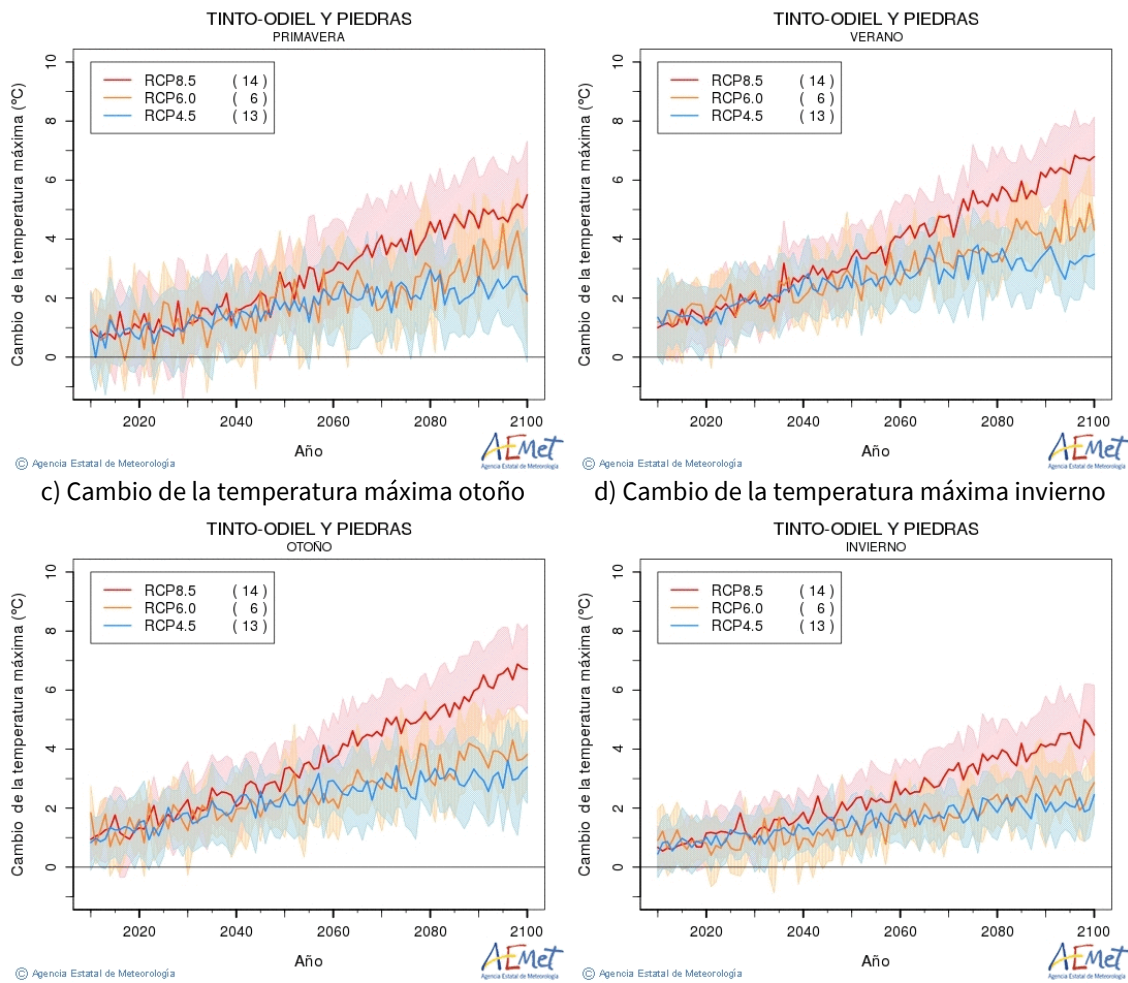 TINTO-ODIEL Y PIEDRAS
PRIMAVERA
Cambio de la temperatura máxima (ºC)
10
8
6
4
2
0
RCP8.5 ( 14 )
RCP6.0 ( 6 )
RCP4.5 ( 13 )
2020 2040 2060 2080 2100
Año
© Agencia Estatal de Meteorología
AEMet
Agencia Estatal de Meteorología
TINTO-ODIEL Y PIEDRAS
VERANO
Cambio de la temperatura máxima (ºC)
10
8
6
4
2
0
RCP8.5 ( 14 )
RCP6.0 ( 6 )
RCP4.5 ( 13 )
2020 2040 2060 2080 2100
Año
© Agencia Estatal de Meteorología
AEMet
Agencia Estatal de Meteorología
c) Cambio de la temperatura máxima otoño
d) Cambio de la temperatura máxima invierno
TINTO-ODIEL Y PIEDRAS
OTOÑO
Cambio de la temperatura máxima (ºC)
10
8
6
4
2
0
RCP8.5 ( 14 )
RCP6.0 ( 6 )
RCP4.5 ( 13 )
2020 2040 2060 2080 2100
Año
© Agencia Estatal de Meteorología
AEMet
Agencia Estatal de Meteorología
TINTO-ODIEL Y PIEDRAS
INVIERNO
Cambio de la temperatura máxima (ºC)
10
8
6
4
2
0
RCP8.5 ( 14 )
RCP6.0 ( 6 )
RCP4.5 ( 13 )
2020 2040 2060 2080 2100
Año
© Agencia Estatal de Meteorología
AEMet
Agencia Estatal de Meteorología